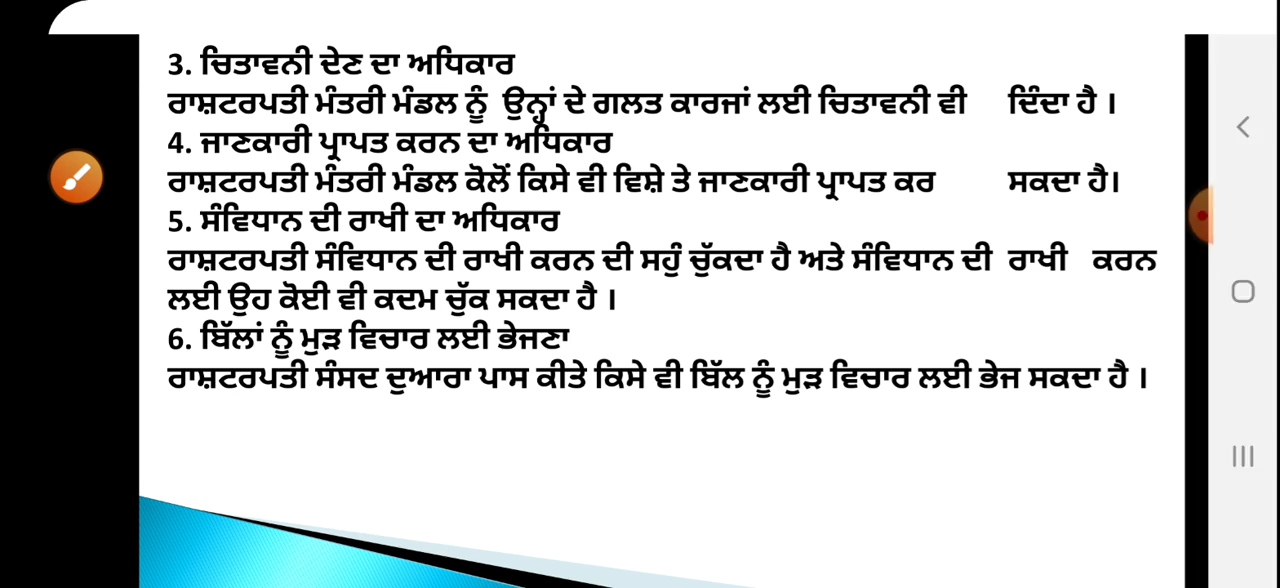 3. ਚਿਤਾਵਨੀ ਦੇਣ ਦਾ ਅਧਿਕਾਰ
ਰਾਸ਼ਟਰਪਤੀ ਮੰਤਰੀ ਮੰਡਲ ਨੂੰ ਉਨ੍ਹਾਂ ਦੇ ਗਲਤ ਕਾਰਜਾਂ ਲਈ ਚਿਤਾਵਨੀ ਵੀ ਦਿੰਦਾ ਹੈ ।
4. ਜਾਣਕਾਰੀ ਪ੍ਰਾਪਤ ਕਰਨ ਦਾ ਅਧਿਕਾਰ
ਰਾਸ਼ਟਰਪਤੀ ਮੰਤਰੀ ਮੰਡਲ ਕੋਲੋਂ ਕਿਸੇ ਵੀ ਵਿਸ਼ੇ ਤੇ ਜਾਣਕਾਰੀ ਪ੍ਰਾਪਤ ਕਰ ਸਕਦਾ ਹੈ।
5. ਸੰਵਿਧਾਨ ਦੀ ਰਾਖੀ ਦਾ ਅਧਿਕਾਰ
ਰਾਸ਼ਟਰਪਤੀ ਸੰਵਿਧਾਨ ਦੀ ਰਾਖੀ ਕਰਨ ਦੀ ਸਹੁੰ ਚੁੱਕਦਾ ਹੈ ਅਤੇ ਸੰਵਿਧਾਨ ਦੀ ਰਾਖੀ ਕਰਨ
ਲਈ ਉਹ ਕੋਈ ਵੀ ਕਦਮ ਚੁੱਕ ਸਕਦਾ ਹੈ ।
6. ਬਿੱਲਾਂ ਨੂੰ ਮੁੜ ਵਿਚਾਰ ਲਈ ਭੇਜਣਾ
ਰਾਸ਼ਟਰਪਤੀ ਸੰਸਦ ਦੁਆਰਾ ਪਾਸ ਕੀਤੇ ਕਿਸੇ ਵੀ ਬਿੱਲ ਨੂੰ ਮੁੜ ਵਿਚਾਰ ਲਈ ਭੇਜ ਸਕਦਾ ਹੈ ।